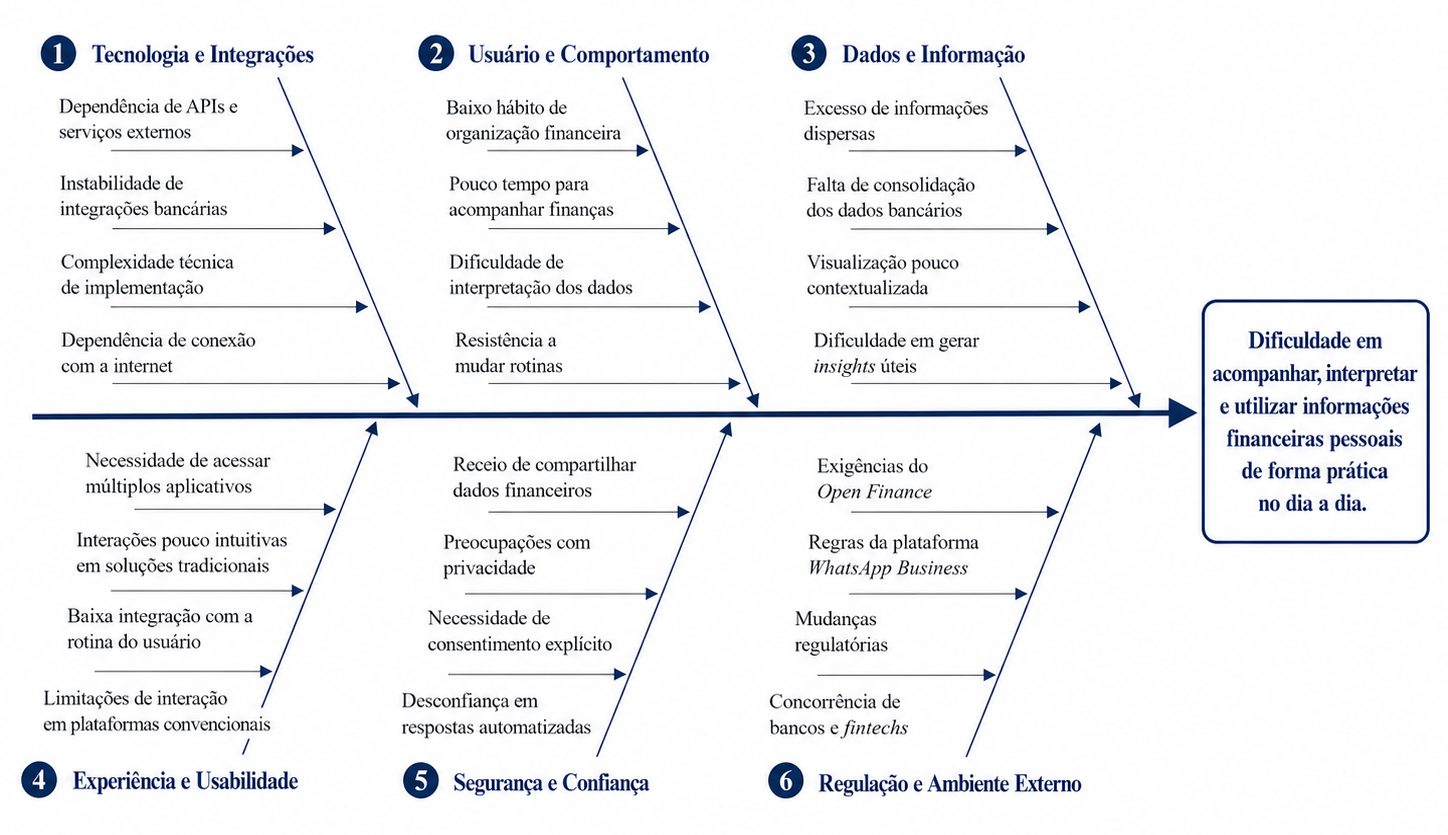 1 Tecnologia e Integrações
Dependência de APIs e
serviços externos
Instabilidade de
integrações bancárias
Complexidade técnica
de implementação
Dependência de conexão
com a internet
2 Usuário e Comportamento
Baixo hábito de
organização financeira
Pouco tempo para
acompanhar finanças
Dificuldade de
interpretação dos dados
Resistência a
mudar rotinas
3 Dados e Informação
Excesso de informações
dispersas
Falta de consolidação
dos dados bancários
Visualização pouco
contextualizada
Dificuldade em gerar
insights úteis
Dificuldade em
acompanhar, interpretar
e utilizar informações
financeiras pessoais
de forma prática
no dia a dia.
Necessidade de acessar
múltiplos aplicativos
Interações pouco intuitivas
em soluções tradicionais
Baixa integração com a
rotina do usuário
Limitações de interação
em plataformas convencionais
4 Experiência e Usabilidade
Receio de compartilhar
dados financeiros
Preocupações com
privacidade
Necessidade de
consentimento explícito
Desconfiança em
respostas automatizadas
5 Segurança e Confiança
Exigências do
Open Finance
Regras da plataforma
WhatsApp Business
Mudanças
regulatórias
Concorrência de
bancos e fintechs
6 Regulação e Ambiente Externo